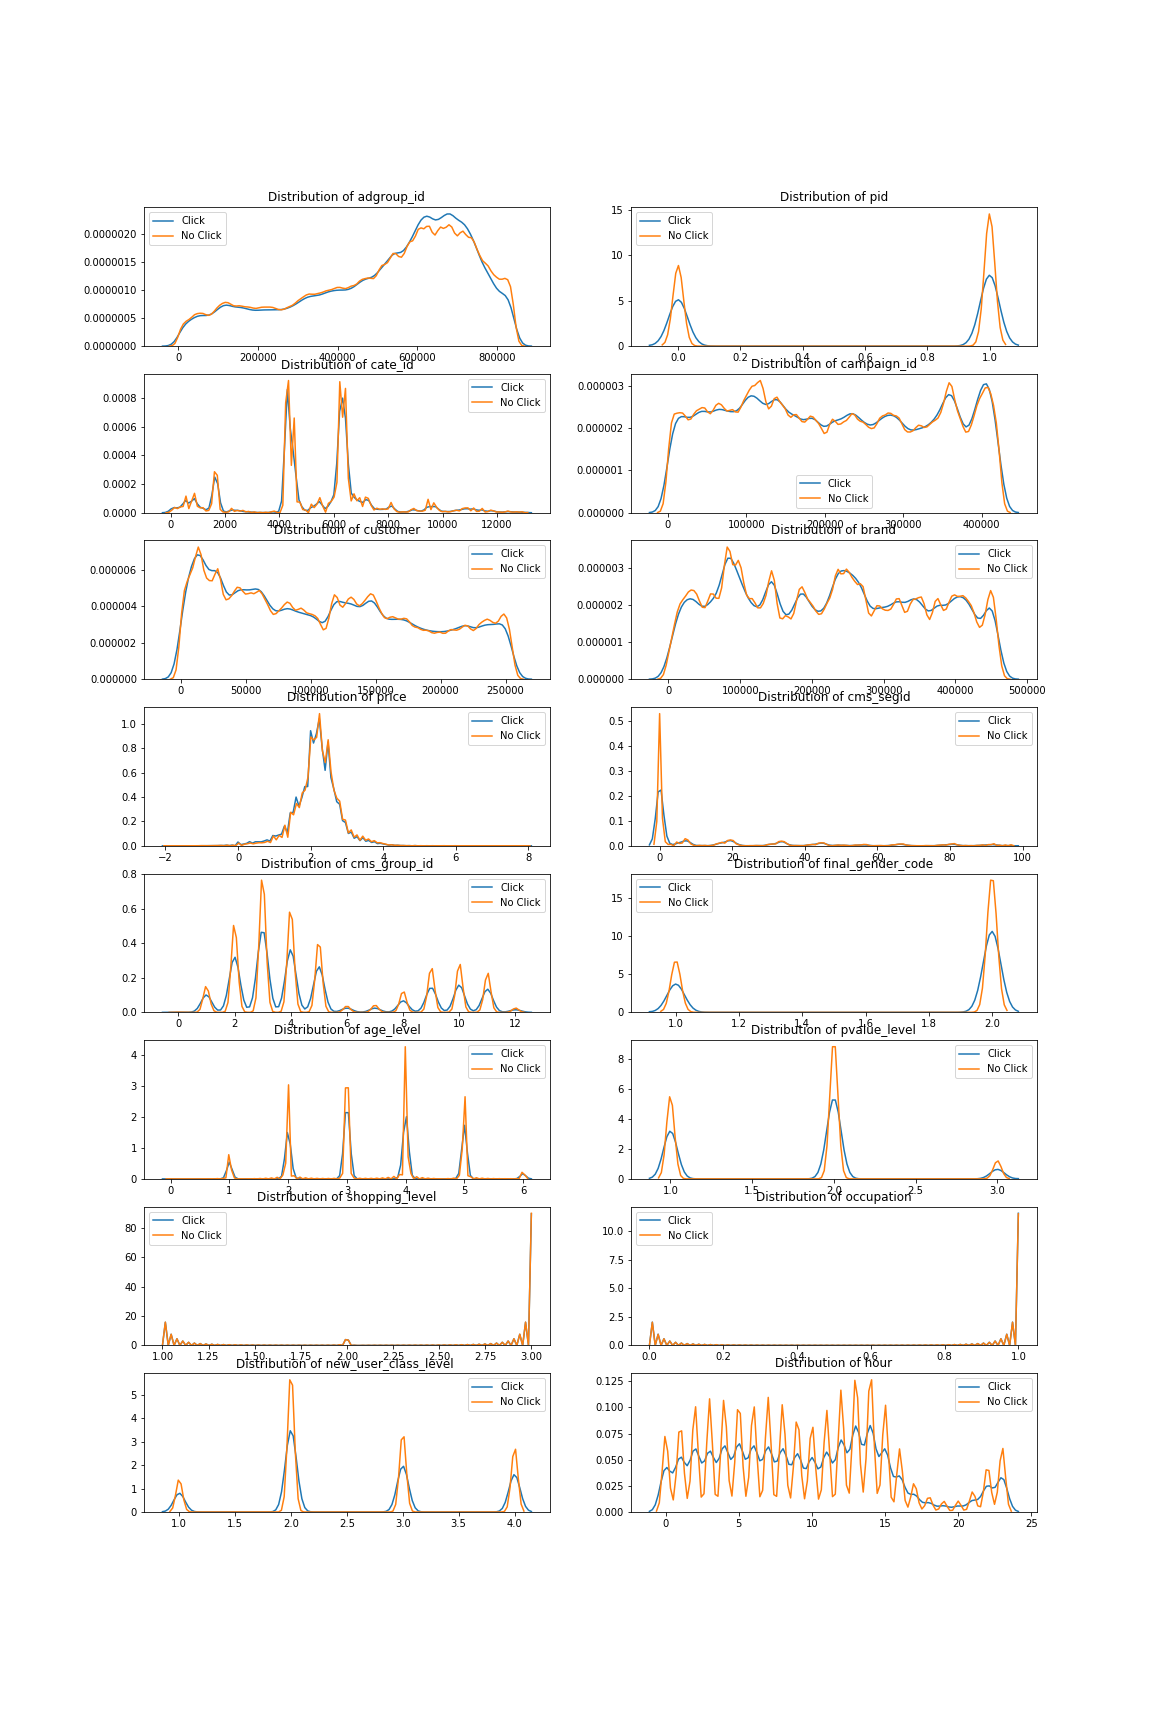 Distribution of adgroup_id
Click
No Click
0.0000020
0.0000015
0.0000010
0.0000005
0.0000000
0 200000 400000 600000 800000
Distribution of pid
Click
No Click
15
10
5
0
0.0 0.2 0.4 0.6 0.8 1.0
Distribution of cate_id
Click
No Click
0.0008
0.0006
0.0004
0.0002
0.0000
0 2000 4000 6000 8000 10000 12000
Distribution of campaign_id
Click
No Click
0.000003
0.000002
0.000001
0.000000
0 100000 200000 300000 400000
Distribution of customer
Click
No Click
0.000006
0.000004
0.000002
0.000000
0 50000 100000 150000 200000 250000
Distribution of brand
Click
No Click
0.000003
0.000002
0.000001
0.000000
0 100000 200000 300000 400000 500000
Distribution of price
Click
No Click
1.0
0.8
0.6
0.4
0.2
0.0
−2 0 2 4 6 8
Distribution of cms_segid
Click
No Click
0.5
0.4
0.3
0.2
0.1
0.0
0 20 40 60 80 100
Distribution of cms_group_id
Click
No Click
0.8
0.6
0.4
0.2
0.0
0 2 4 6 8 10 12
Distribution of final_gender_code
Click
No Click
15
10
5
0
1.0 1.2 1.4 1.6 1.8 2.0
Distribution of age_level
Click
No Click
4
3
2
1
0
0 1 2 3 4 5 6
Distribution of pvalue_level
Click
No Click
8
6
4
2
0
1.0 1.5 2.0 2.5 3.0
Distribution of shopping_level
Click
No Click
80
60
40
20
0
1.00 1.25 1.50 1.75 2.00 2.25 2.50 2.75 3.00
Distribution of occupation
Click
No Click
10.0
7.5
5.0
2.5
0.0
0.0 0.2 0.4 0.6 0.8 1.0
Distribution of new_user_class_level
Click
No Click
5
4
3
2
1
0
1.0 1.5 2.0 2.5 3.0 3.5 4.0
Distribution of hour
Click
No Click
0.125
0.100
0.075
0.050
0.025
0.000
0 5 10 15 20 25